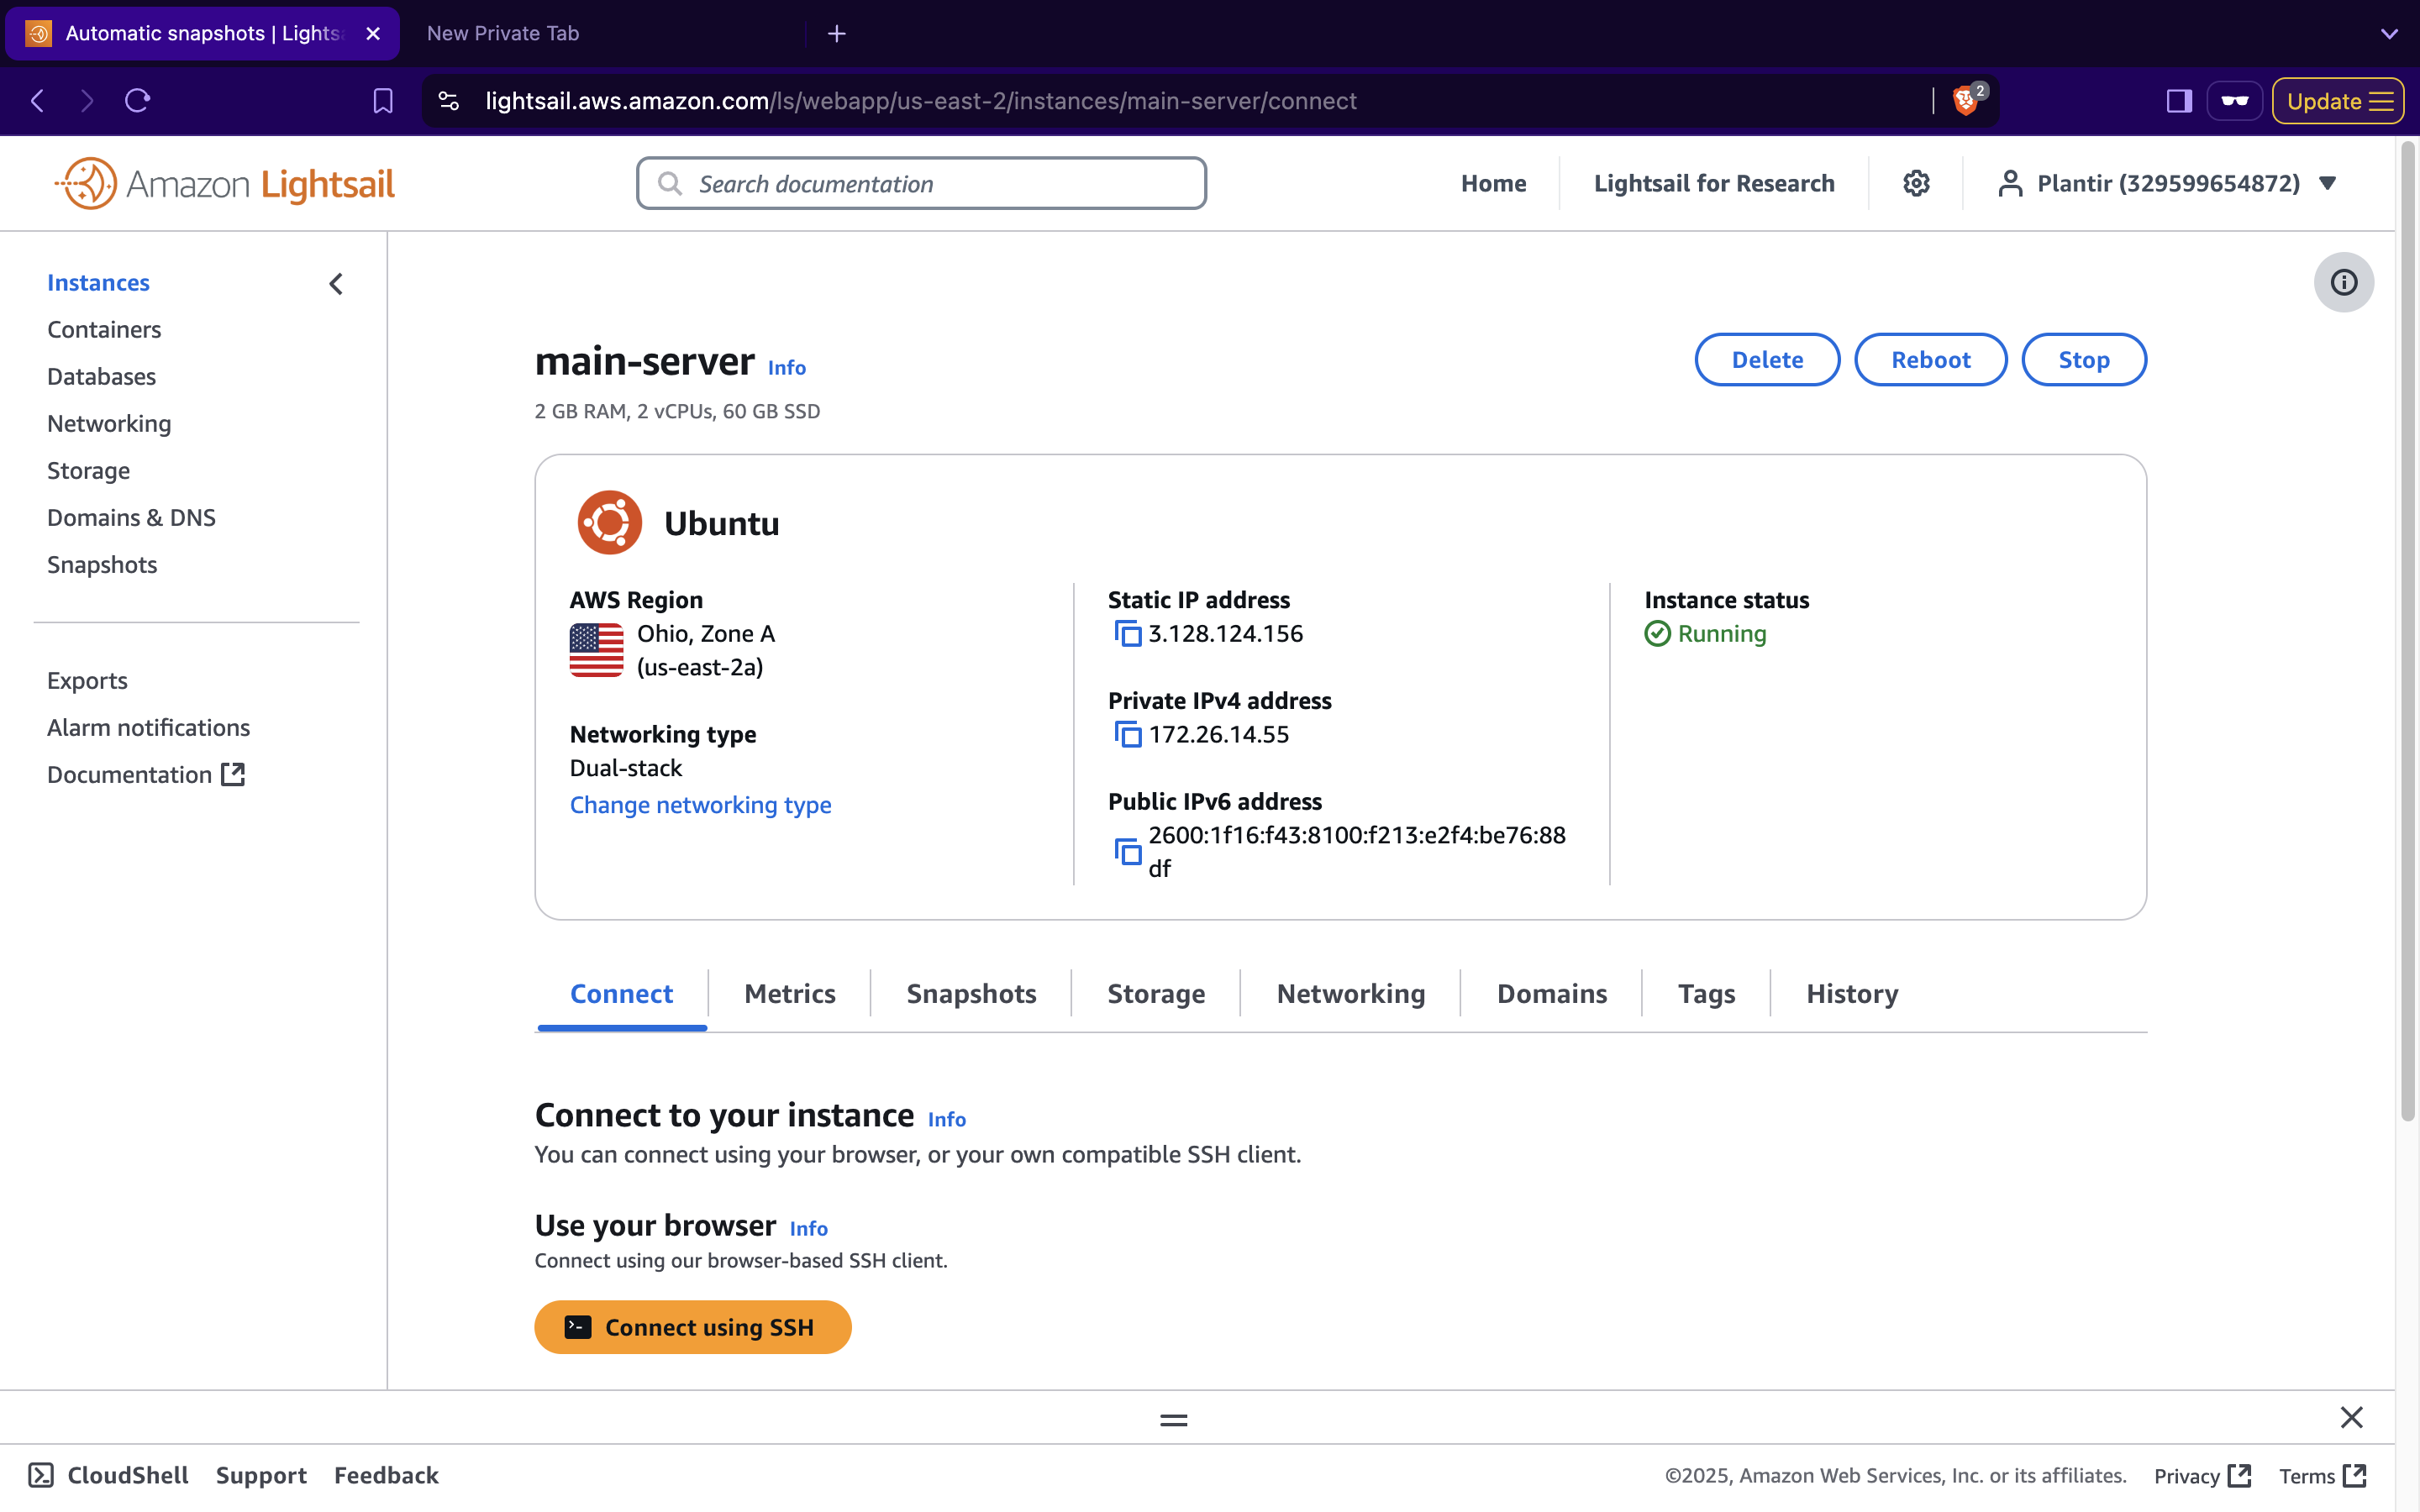 Automatic snapshots | Lights
New Private Tab
lightsail.aws.amazon.com/ls/webapp/us-east-2/instances/main-server/connect
2
Update
Amazon Lightsail
Search documentation
Home
Lightsail for Research
Plantir (329599654872)
Instances
Containers
Databases
Networking
Storage
Domains & DNS
Snapshots
Exports
Alarm notifications
Documentation
main-server Info
2 GB RAM, 2 vCPUs, 60 GB SSD
Delete
Reboot
Stop
Ubuntu
AWS Region
Ohio, Zone A
(us-east-2a)
Networking type
Dual-stack
Change networking type
Static IP address
3.128.124.156
Private IPv4 address
172.26.14.55
Public IPv6 address
2600:1f16:f43:8100:f213:e2f4:be76:88
df
Instance status
Running
Connect
Metrics
Snapshots
Storage
Networking
Domains
Tags
History
Connect to your instance Info
You can connect using your browser, or your own compatible SSH client.
Use your browser Info
Connect using our browser-based SSH client.
Connect using SSH
CloudShell
Support
Feedback
©2025, Amazon Web Services, Inc. or its affiliates.
Privacy
Terms